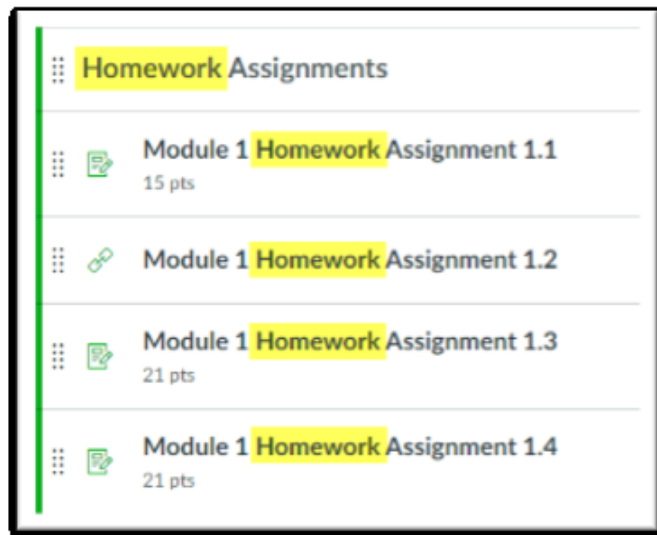 Homework Assignments
Module 1 Homework Assignment 1.1
15 pts
Module 1 Homework Assignment 1.2
Module 1 Homework Assignment 1.3
21 pts
Module 1 Homework Assignment 1.4
21 pts